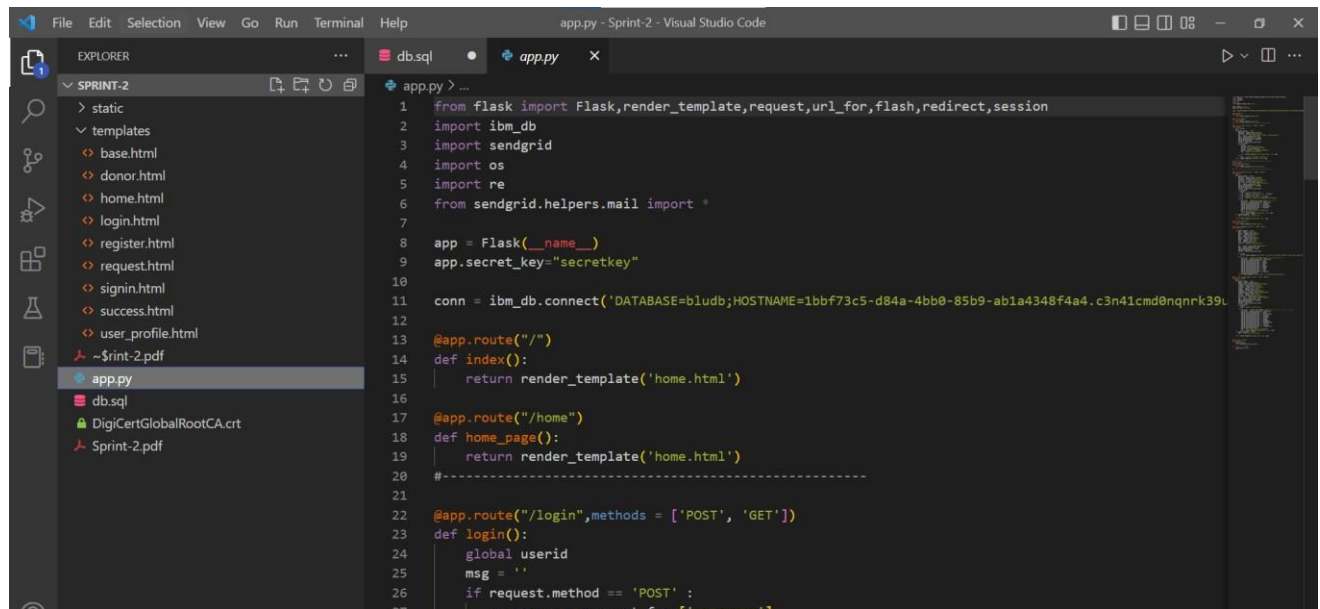 File Edit Selection View Go Run Terminal Help app.py - Sprint-2 - Visual Studio Code
EXPLORER
db.sql
app.py
SPRINT-2
app.py > ...
static
templates
base.html
donor.html
home.html
login.html
register.html
request.html
signin.html
success.html
user_profile.html
~$rint-2.pdf
app.py
db.sql
DigiCertGlobalRootCA.crt
Sprint-2.pdf
1
1 from flask import Flask,render_template,request,url_for,flash,redirect,session
2 import ibm_db
3 import sendgrid
4 import os
5 import re
6 from sendgrid.helpers.mail import *
7
8 app = Flask(__name__)
9 app.secret_key="secretkey"
10
11 conn = ibm_db.connect('DATABASE=bludb;HOSTNAME=1bbf73c5-d84a-4bb0-85b9-ab1a4348f4a4.c3n41cmd0nqnrk39u
12
13 @app.route("/")
14 def index():
15 return render_template('home.html')
16
17 @app.route("/home")
18 def home_page():
19 return render_template('home.html')
20 #------------------------------------------------------
21
22 @app.route("/login",methods = ['POST', 'GET'])
23 def login():
24 global userid
25 msg = ''
26 if request.method == 'POST' :